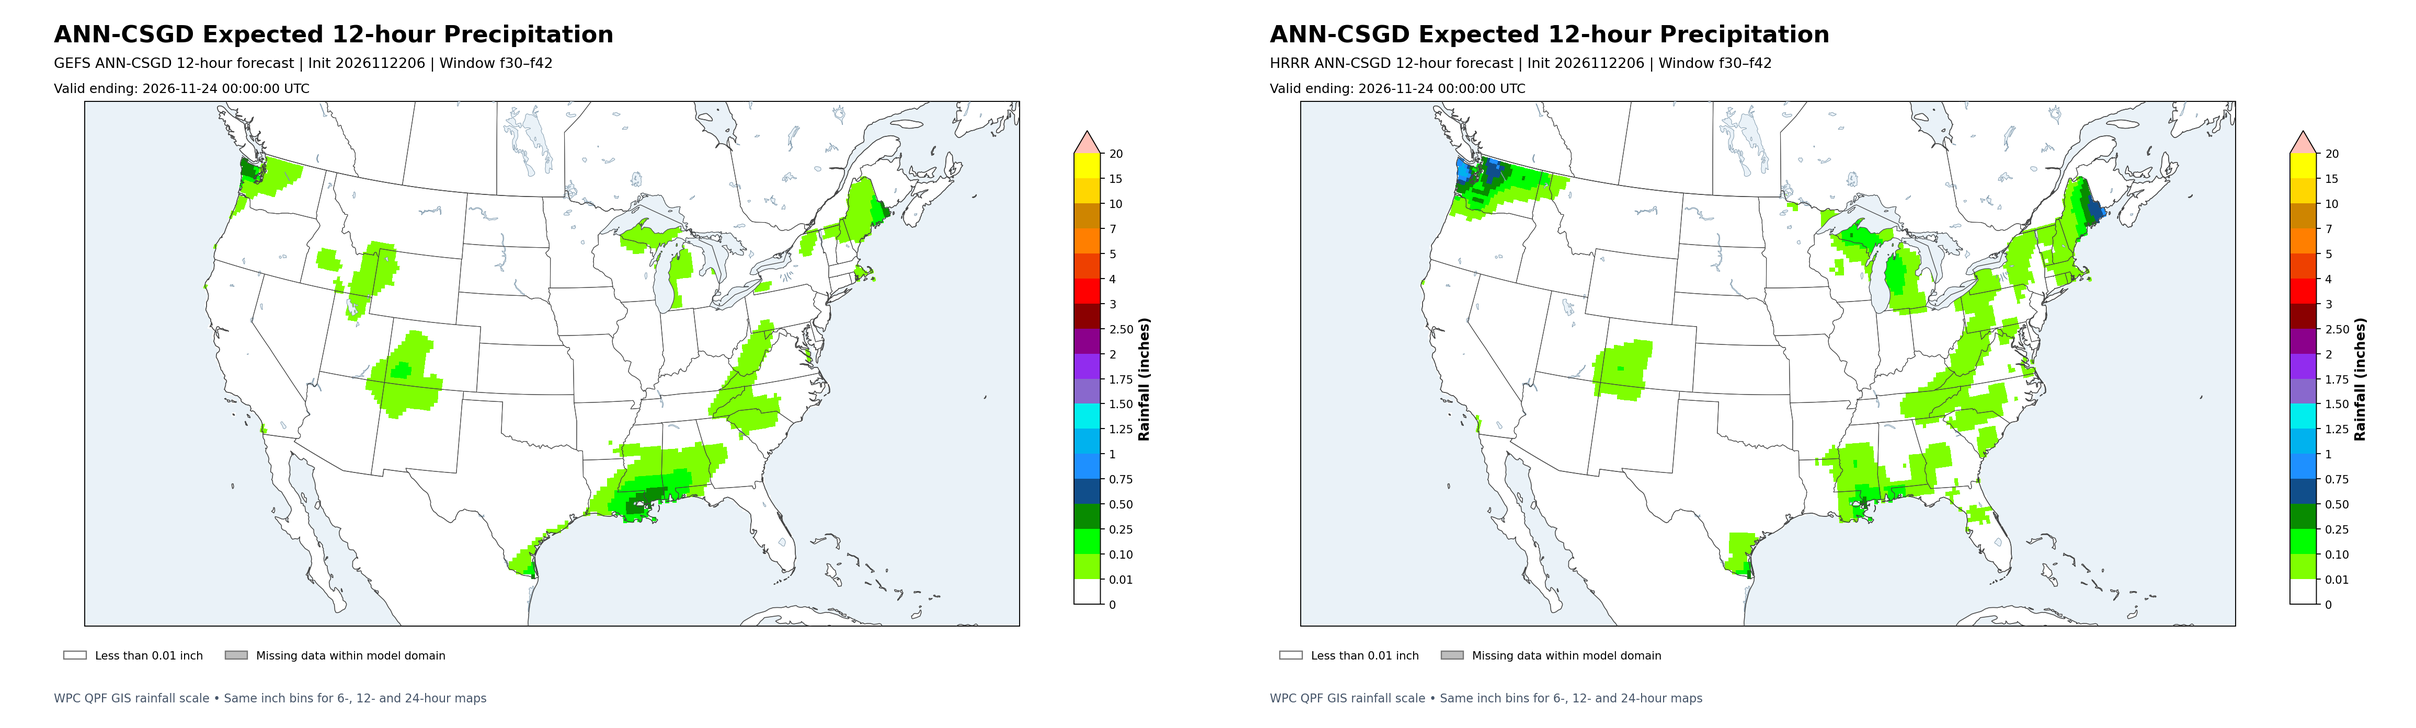 ANN-CSGD Expected 12-hour Precipitation
GEFS ANN-CSGD 12-hour forecast | Init 2026112206 | Window f30–f42
Valid ending: 2026-11-24 00:00:00 UTC
20
15
10
7
5
4
3
2.50
2
1.75
1.50
1.25
1
0.75
0.50
0.25
0.10
0.01
0
Rainfall (inches)
Less than 0.01 inch
Missing data within model domain
WPC QPF GIS rainfall scale • Same inch bins for 6-, 12- and 24-hour maps
ANN-CSGD Expected 12-hour Precipitation
HRRR ANN-CSGD 12-hour forecast | Init 2026112206 | Window f30–f42
Valid ending: 2026-11-24 00:00:00 UTC
20
15
10
7
5
4
3
2.50
2
1.75
1.50
1.25
1
0.75
0.50
0.25
0.10
0.01
0
Rainfall (inches)
Less than 0.01 inch
Missing data within model domain
WPC QPF GIS rainfall scale • Same inch bins for 6-, 12- and 24-hour maps